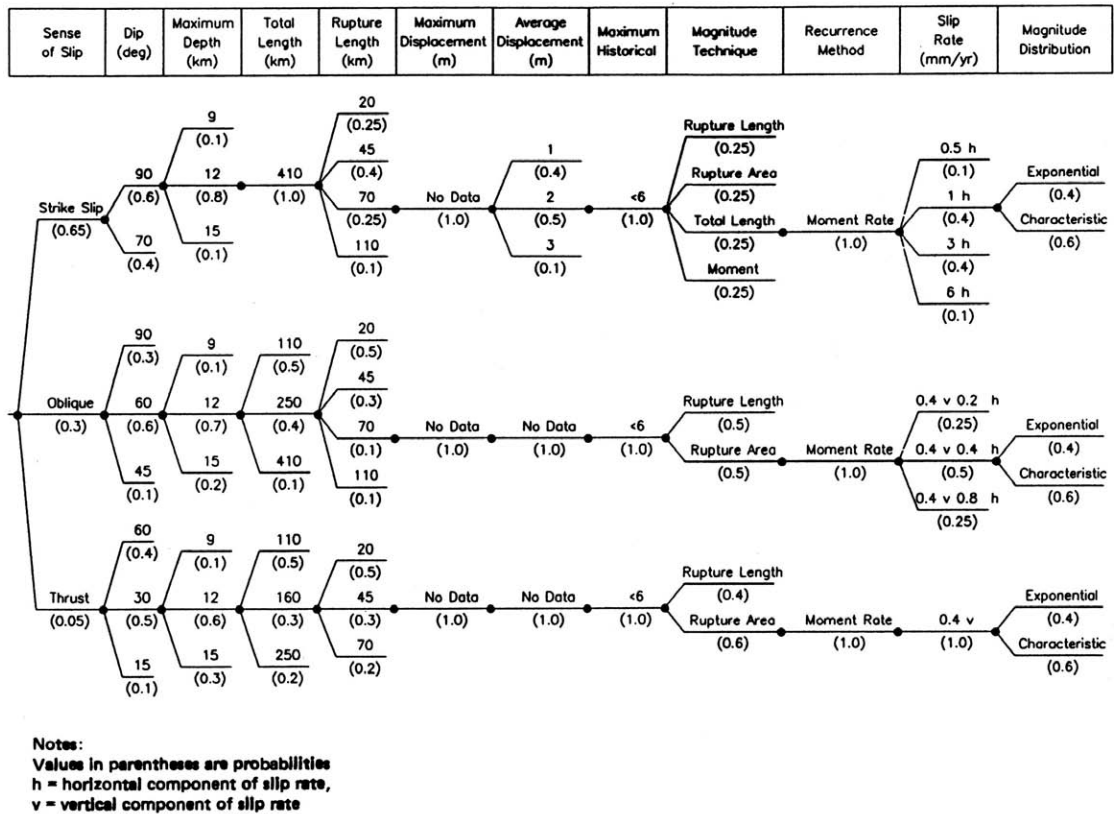 Sense of Slip
Dip (deg)
Maximum Depth (km)
Total Length (km)
Rupture Length (km)
Maximum Displacement (m)
Average Displacement (m)
Maximum Historical
Magnitude Technique
Recurrence Method
Slip Rate (mm/yr)
Magnitude Distribution
Strike Slip
(0.65)
90
(0.6)
70
(0.4)
9
(0.1)
12
(0.8)
15
(0.1)
410
(1.0)
20
(0.25)
45
(0.4)
70
(0.25)
110
(0.1)
No Data
(1.0)
1
(0.4)
2
(0.5)
3
(0.1)
<6
(1.0)
Rupture Length
(0.25)
Rupture Area
(0.25)
Total Length
(0.25)
Moment
(0.25)
Moment Rate
(1.0)
0.5 h
(0.1)
1 h
(0.4)
3 h
(0.4)
6 h
(0.1)
Exponential
(0.4)
Characteristic
(0.6)
Oblique
(0.3)
90
(0.3)
60
(0.6)
45
(0.1)
9
(0.1)
12
(0.7)
15
(0.2)
110
(0.5)
250
(0.4)
410
(0.1)
20
(0.5)
45
(0.3)
70
(0.1)
110
(0.1)
No Data
(1.0)
No Data
(1.0)
<6
(1.0)
Rupture Length
(0.5)
Rupture Area
(0.5)
Moment Rate
(1.0)
0.4 v 0.2 h
(0.25)
0.4 v 0.4 h
(0.5)
0.4 v 0.8 h
(0.25)
Exponential
(0.4)
Characteristic
(0.6)
Thrust
(0.05)
60
(0.4)
30
(0.5)
15
(0.1)
9
(0.1)
12
(0.6)
15
(0.3)
110
(0.5)
160
(0.3)
250
(0.2)
20
(0.5)
45
(0.3)
70
(0.2)
No Data
(1.0)
No Data
(1.0)
<6
(1.0)
Rupture Length
(0.4)
Rupture Area
(0.6)
Moment Rate
(1.0)
0.4 v
(1.0)
Exponential
(0.4)
Characteristic
(0.6)
Notes:
Values in parentheses are probabilities
h = horizontal component of slip rate,
v = vertical component of slip rate